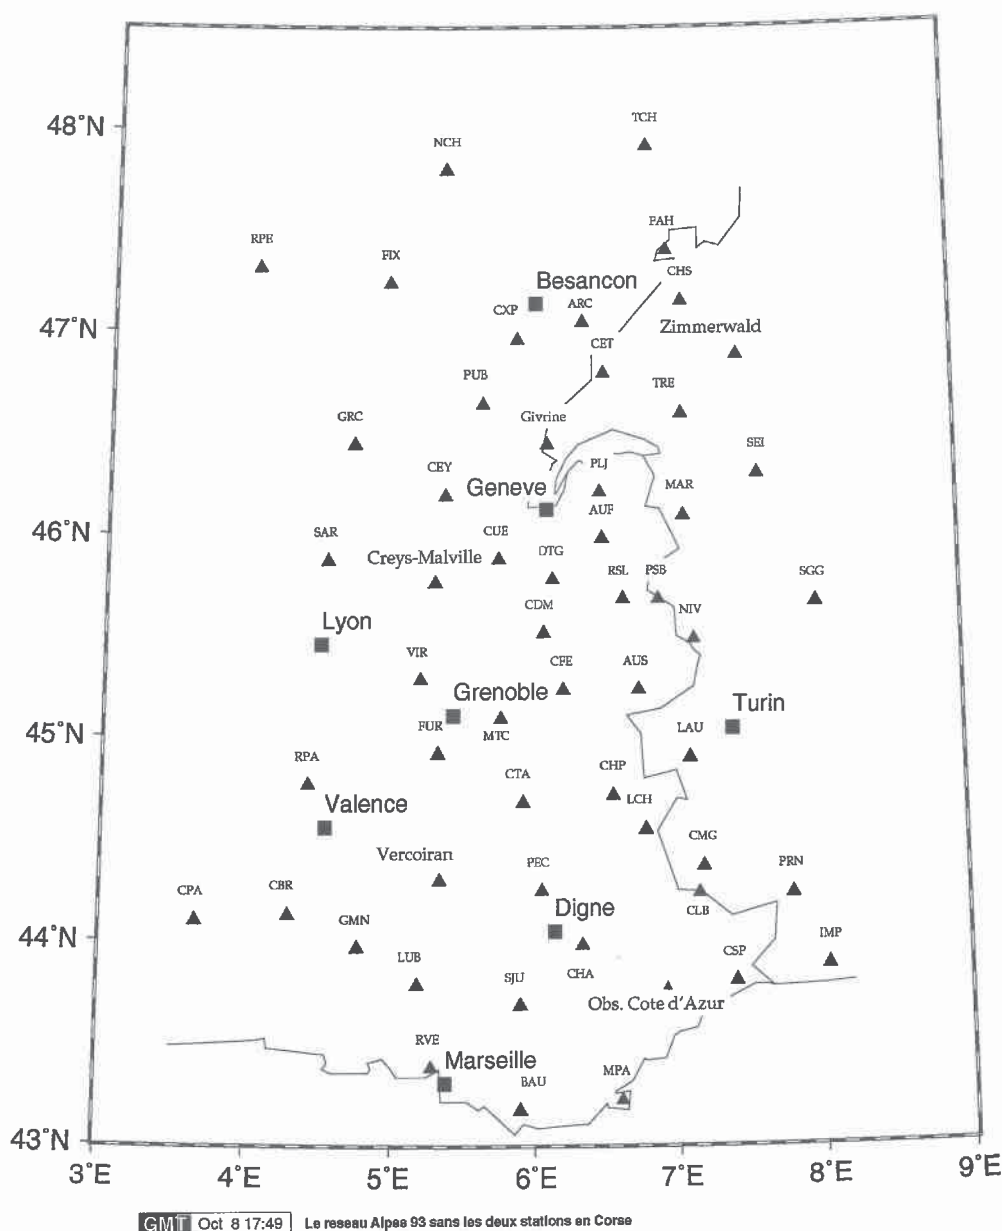 48°N
TCH
NCH
FAH
RPE
FIX
CHS
Besancon
ARC
CXP
47°N
Zimmerwald
CET
PUB
TRE
GRC
Givrine
SEI
CEY
PLJ
Geneve
MAR
AUF
46°N
SAR
CUE
Creys-Malville
DTG
RSL
PSB
SGG
CDM
NIV
Lyon
VIR
CFE
AUS
Grenoble
Turin
45°N
FUR
MTC
LAU
RPA
CTA
CHP
Valence
LCH
CMG
Vercoiran
PEC
PRN
CPA
CBR
Digne
CLB
GMN
44°N
IMP
LUB
SJU
CHA
CSP
Obs. Cote d'Azur
RVE
Marseille
BAU
MPA
43°N
3°E 4°E 5°E 6°E 7°E 8°E 9°E
GMT Oct 8 17:49 Le reseau Alpes 93 sans les deux stations en Corse